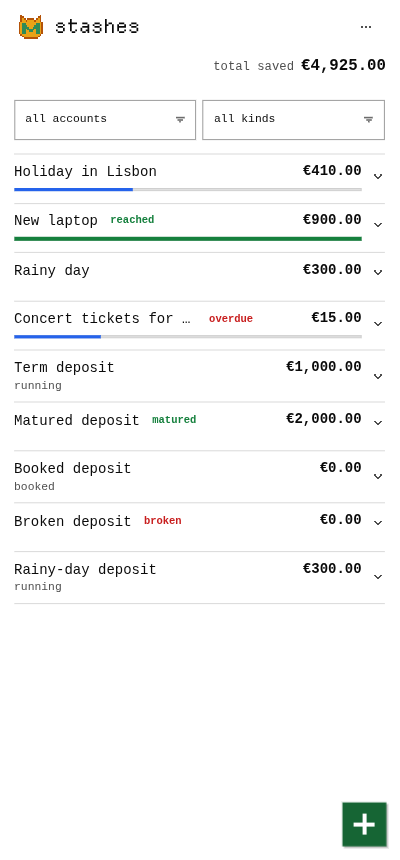 stashes
...
total saved €4,925.00
all accounts all kinds
Holiday in Lisbon €410.00
New laptop reached €900.00
Rainy day €300.00
Concert tickets for … overdue €15.00
Term deposit €1,000.00
running
Matured deposit matured €2,000.00
Booked deposit €0.00
booked
Broken deposit broken €0.00
Rainy-day deposit €300.00
running